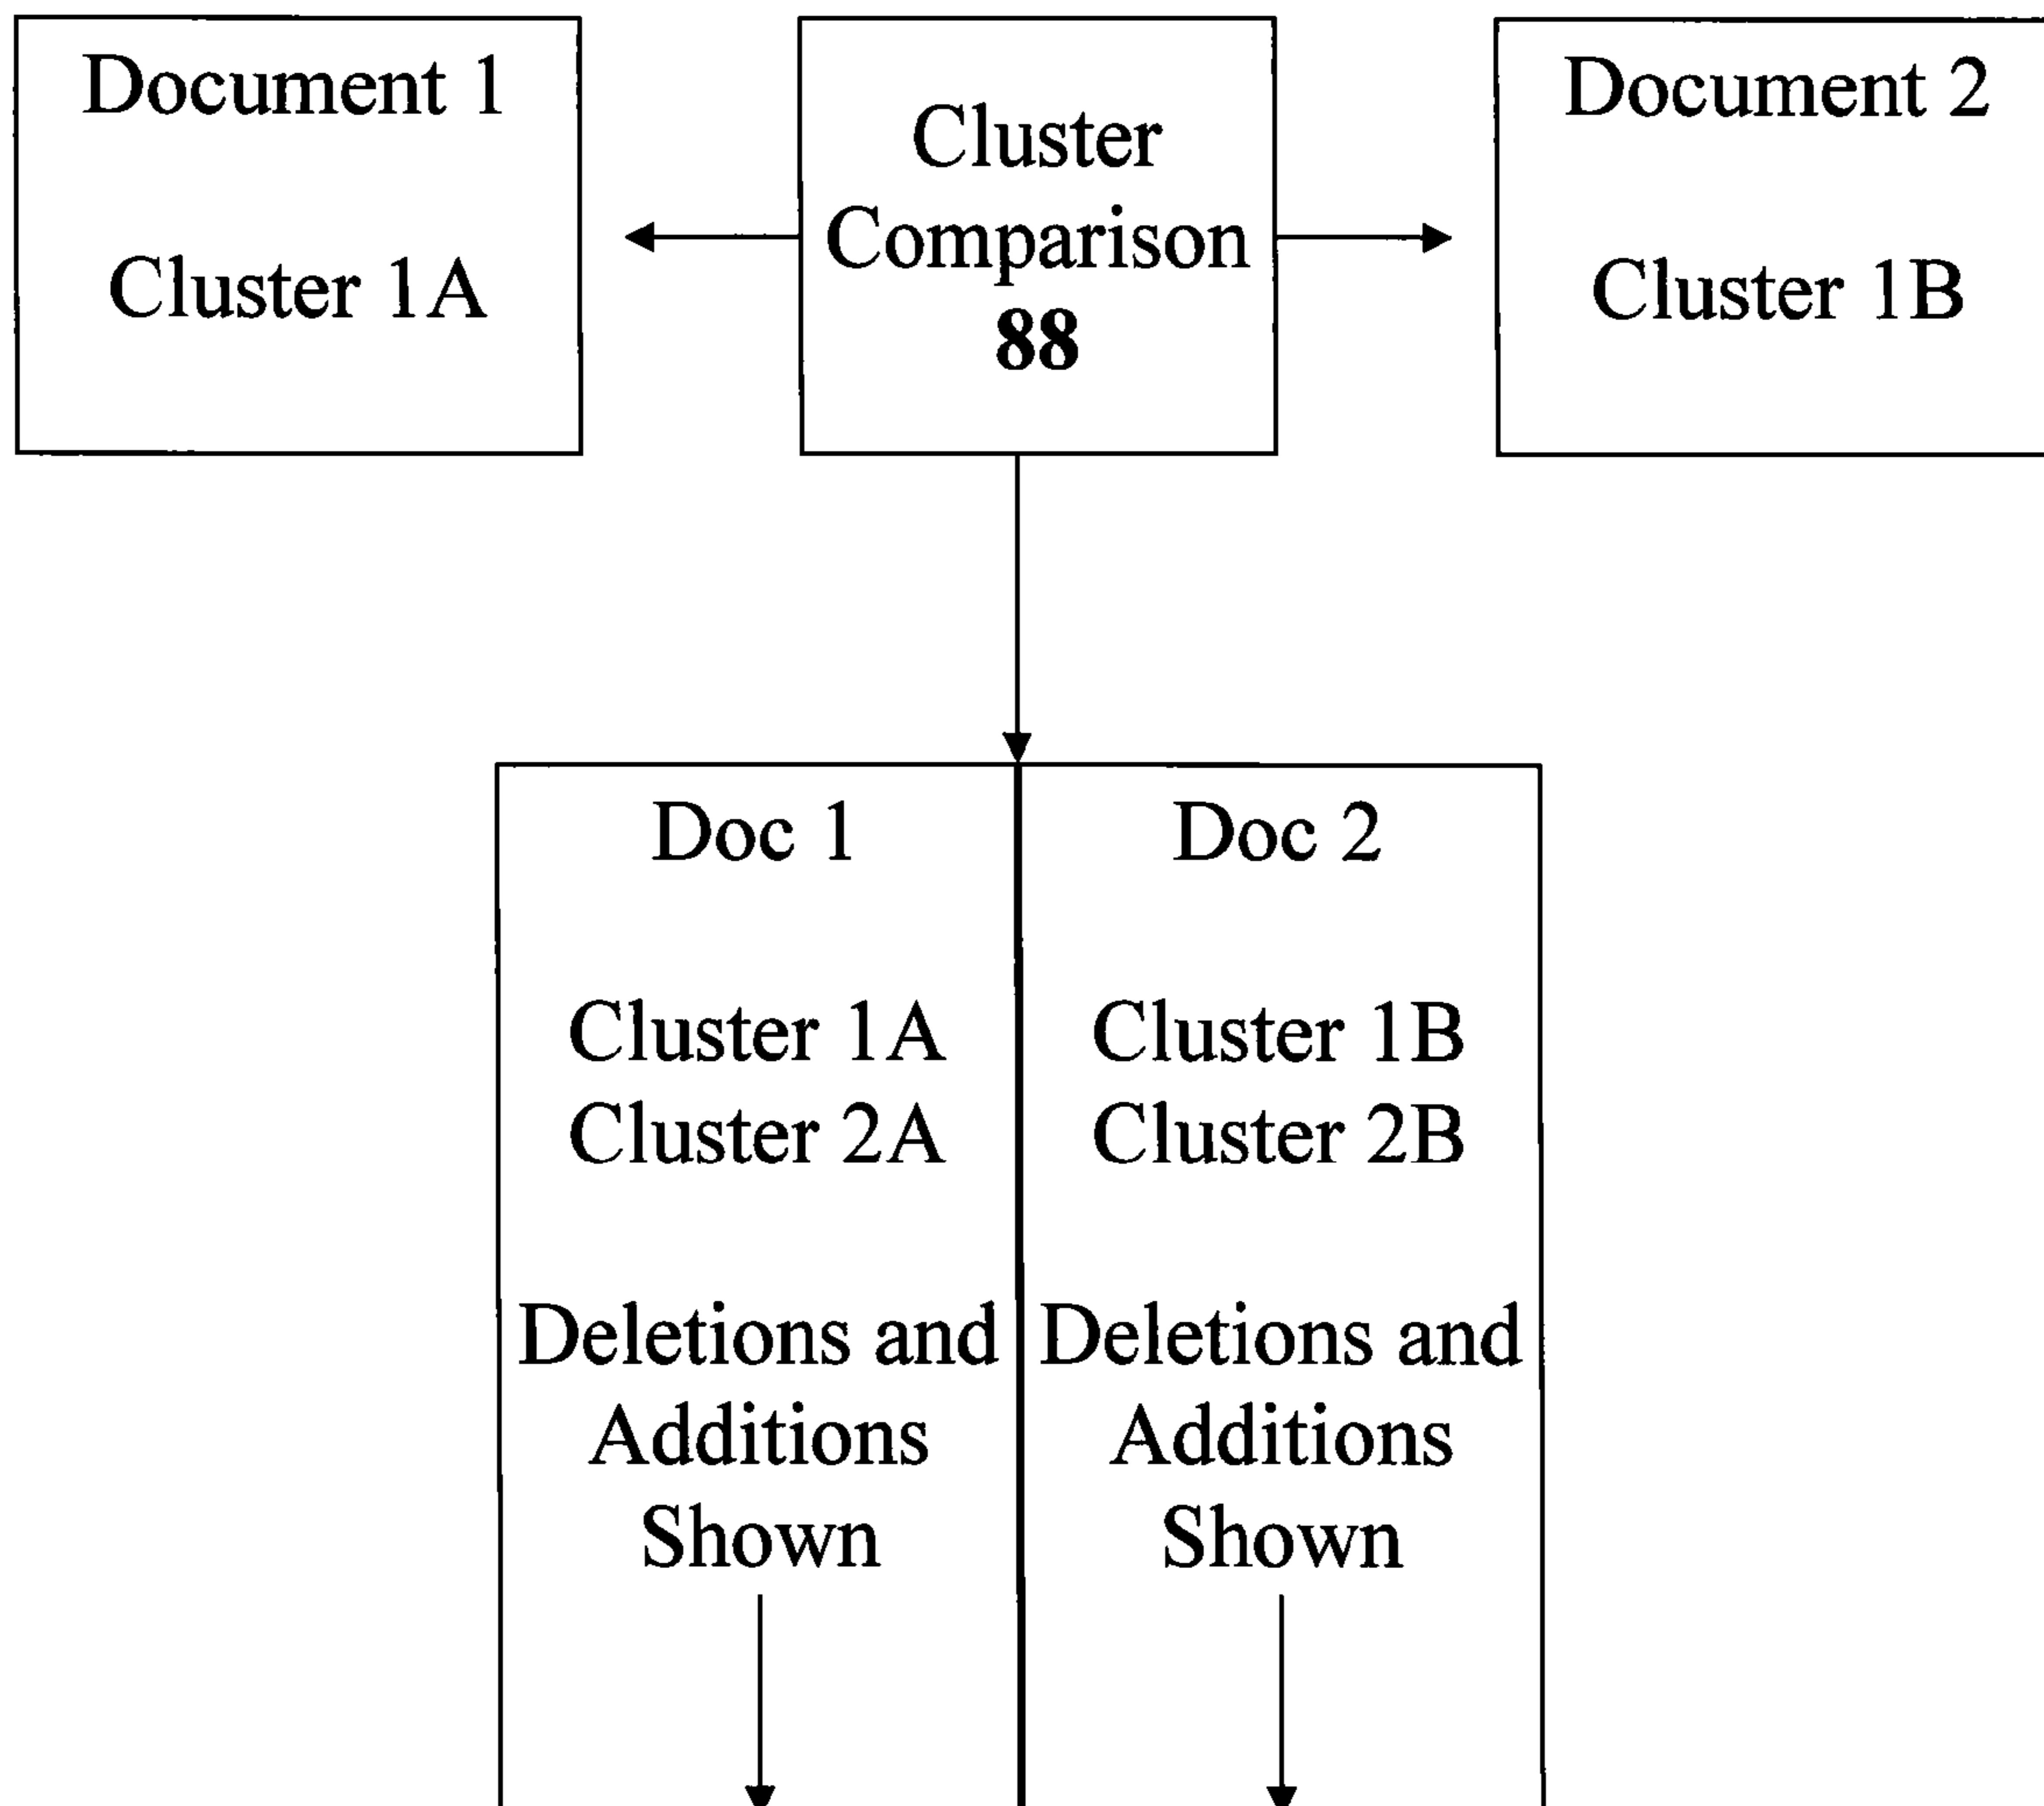 Document 1
Cluster 1A
Cluster
Comparison
88
Document 2
Cluster 1B
Doc 1
Cluster 1A
Cluster 2A
Deletions and
Additions
Shown
Doc 2
Cluster 1B
Cluster 2B
Deletions and
Additions
Shown